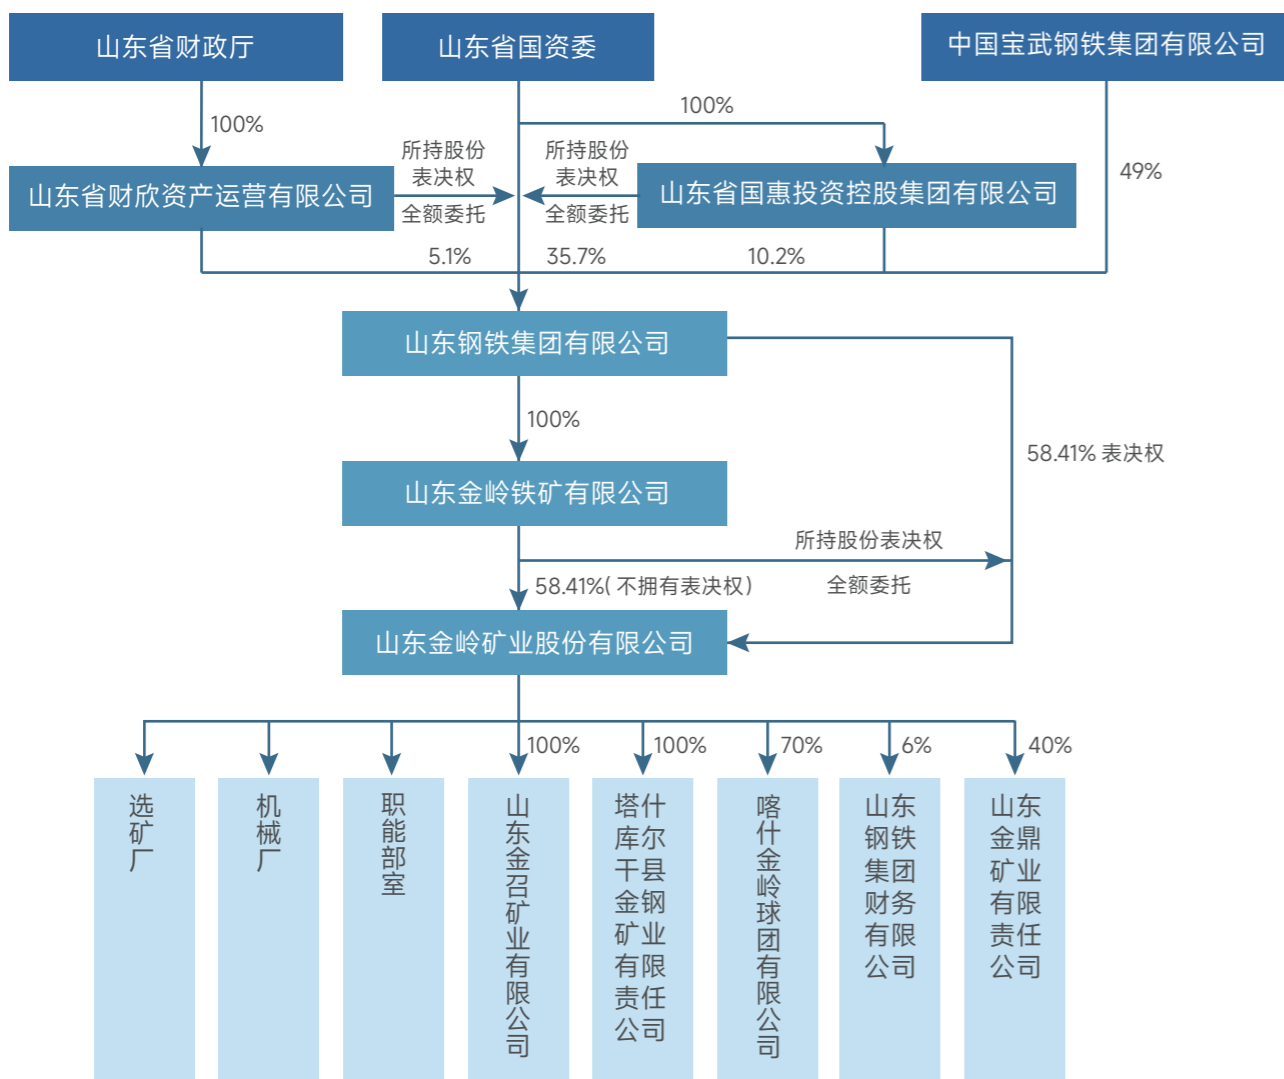 山东省财政厅
山东省国资委
中国宝武钢铁集团有限公司
100%
100%
49%
所持股份
表决权
全额委托
所持股份
表决权
全额委托
山东省财欣资产运营有限公司
山东省国惠投资控股集团有限公司
5.1%
35.7%
10.2%
山东钢铁集团有限公司
100%
58.41% 表决权
山东金岭铁矿有限公司
所持股份表决权
全额委托
58.41%( 不拥有表决权)
山东金岭矿业股份有限公司
100%
100%
70%
6%
40%
选矿厂
机械厂
职能部室
山东金召矿业有限公司
塔什
库尔
干县
金钢
矿业
有限
责任
公司
喀什金岭球团有限公司
山东
钢铁
集团
财务
有限
公司
山东
金鼎
矿业
有限
责任
公司